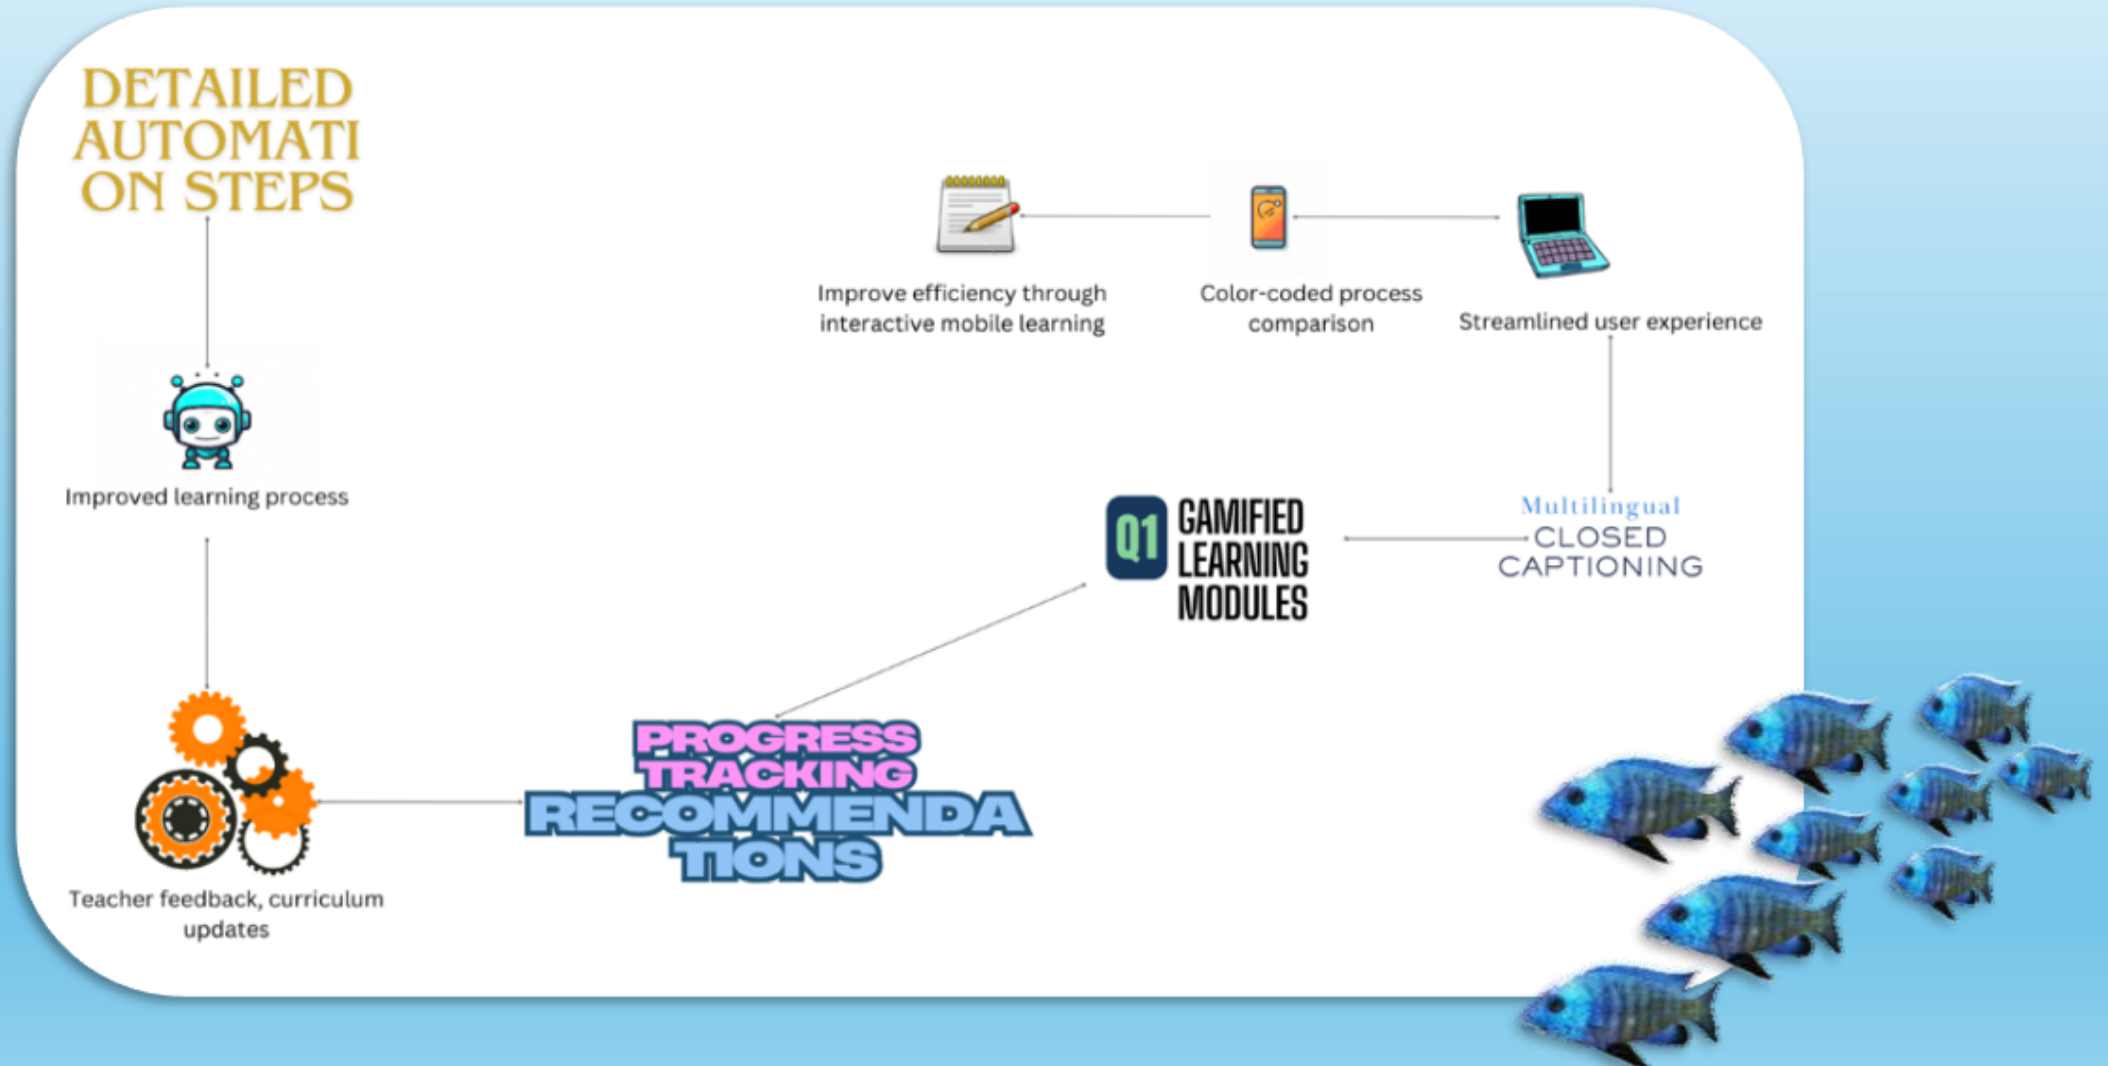 DETAILED
AUTOMATI
ON STEPS
Improved learning process
Teacher feedback, curriculum
updates
PROGRESS
TRACKING
RECOMMENDA
TIONS
Q1
GAMIFIED
LEARNING
MODULES
Multilingual
CLOSED
CAPTIONING
Streamlined user experience
Color-coded process
comparison
Improve efficiency through
interactive mobile learning